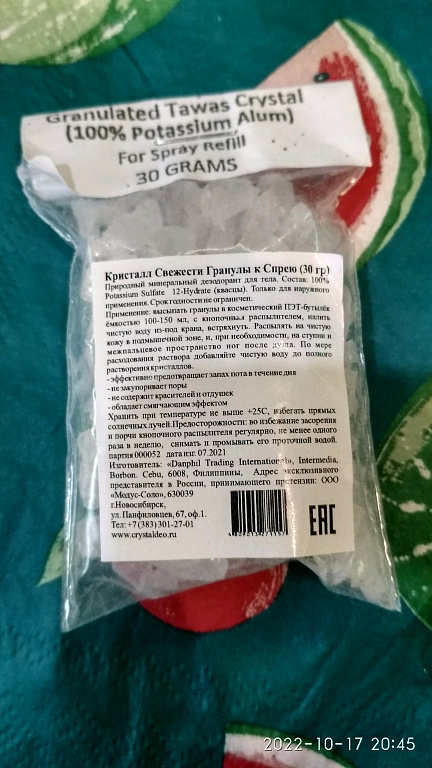 Granulated Tawas Crystal
(100% Potassium Alum)
For Spray Refill
30 GRAMS
Кристалл Свежести Гранулы к Спрею (30 гр)
Природный минеральный дезодорант для тела. Состав: 100%
Potassium Sulfate 12-Hydrate (квасцы). Только для наружного
применения. Срок годности не ограничен.
Применение: высыпать гранулы в косметический ПЭТ-бутылёк
ёмкостью 100-150 мл, с кнопочным распылителем, налить
чистую воду из-под крана, встряхнуть. Распылять на чистую
кожу в подмышечной зоне, и, при необходимости, на ступни и
межпальцевое пространство ног после душа. По мере
расходования раствора добавляйте чистую воду до полного
растворения кристаллов.
- эффективно предотвращает запах пота в течение дня
- не закупоривает поры
- не содержит красителей и отдушек
- обладает смягчающим эффектом
Хранить при температуре не выше +25С, избегать прямых
солнечных лучей.Предосторожности: во избежание засорения
и порчи кнопочного распылителя регулярно, не менее одного
раза в неделю, снимать и промывать его проточной водой.
партия 000052 дата изг. 07.2021
Изготовитель: «Danphil Trading International», Intermedia,
Borbon. Cebu, 6008, Филиппины, Адрес эксклюзивного
представителя в России, принимающего претензии: ООО
«Модус-Соло», 630039
г.Новосибирск,
ул. Панфиловцев, 67, оф.1.
Тел: +7 (383) 301-27-01
www.crystaldeo.ru
EAC
2022-10-17 20:45